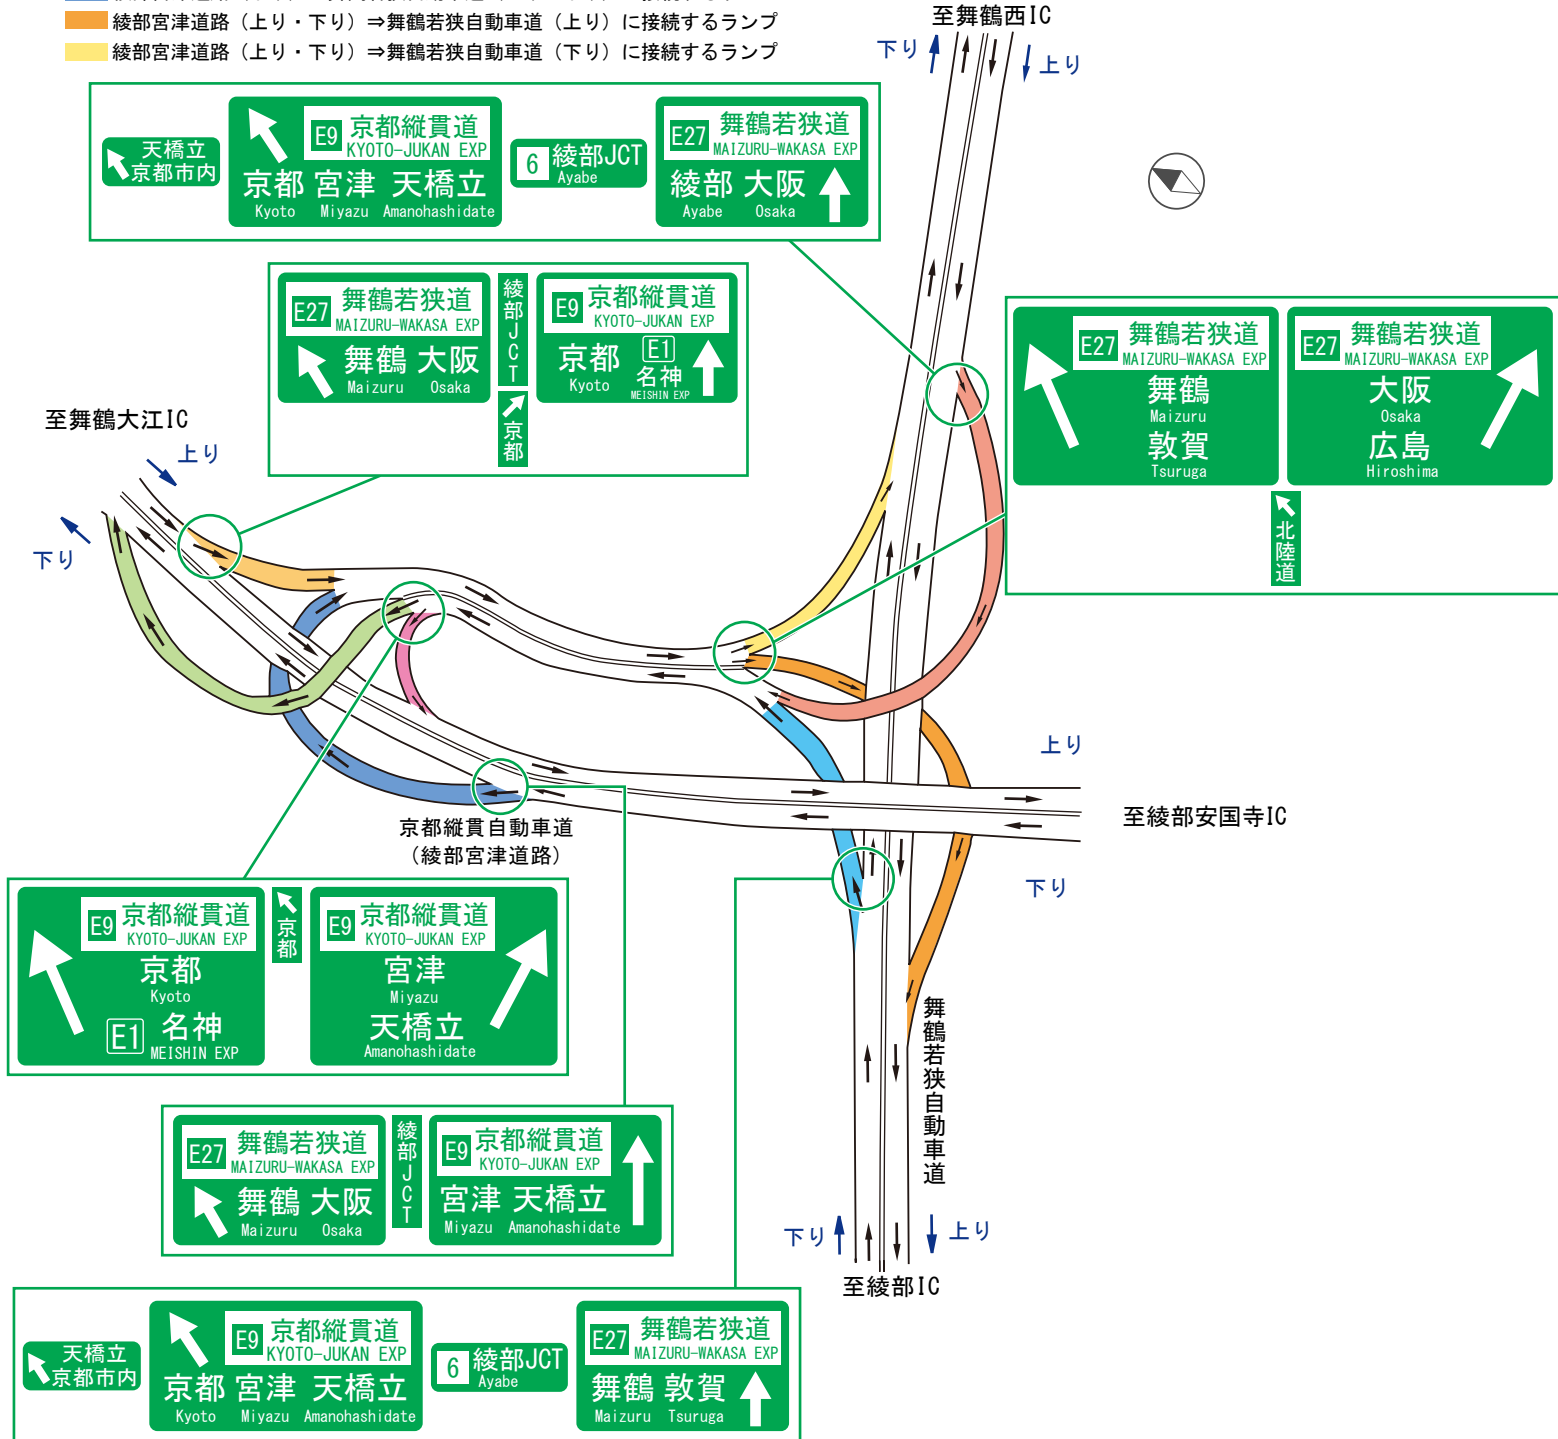 綾部宮津道路（上り・下り）⇒舞鶴若狭自動車道（上り）に接続するランプ
綾部宮津道路（上り・下り）⇒舞鶴若狭自動車道（下り）に接続するランプ
至舞鶴西IC
下り
上り
天橋立
京都市内
E9 京都縦貫道
KYOTO-JUKAN EXP
京都 宮津 天橋立
Kyoto Miyazu Amanohashidate
6 綾部JCT
Ayabe
E27 舞鶴若狭道
MAIZURU-WAKASA EXP
綾部 大阪
Ayabe Osaka
E27 舞鶴若狭道
MAIZURU-WAKASA EXP
舞鶴 大阪
Maizuru Osaka
綾部JCT
京都
E9 京都縦貫道
KYOTO-JUKAN EXP
京都 E1 名神
Kyoto MEISHIN EXP
E27 舞鶴若狭道
MAIZURU-WAKASA EXP
舞鶴
Maizuru
敦賀
Tsuruga
E27 舞鶴若狭道
MAIZURU-WAKASA EXP
大阪
Osaka
広島
Hiroshima
北陸道
至舞鶴大江IC
上り
下り
上り
至綾部安国寺IC
下り
京都縦貫自動車道
（綾部宮津道路）
E9 京都縦貫道
KYOTO-JUKAN EXP
京都
Kyoto
E1 名神
MEISHIN EXP
京都
E9 京都縦貫道
KYOTO-JUKAN EXP
宮津
Miyazu
天橋立
Amanohashidate
舞鶴若狭自動車道
E27 舞鶴若狭道
MAIZURU-WAKASA EXP
舞鶴 大阪
Maizuru Osaka
綾部JCT
E9 京都縦貫道
KYOTO-JUKAN EXP
宮津 天橋立
Miyazu Amanohashidate
下り
上り
至綾部IC
天橋立
京都市内
E9 京都縦貫道
KYOTO-JUKAN EXP
京都 宮津 天橋立
Kyoto Miyazu Amanohashidate
6 綾部JCT
Ayabe
E27 舞鶴若狭道
MAIZURU-WAKASA EXP
舞鶴 敦賀
Maizuru Tsuruga